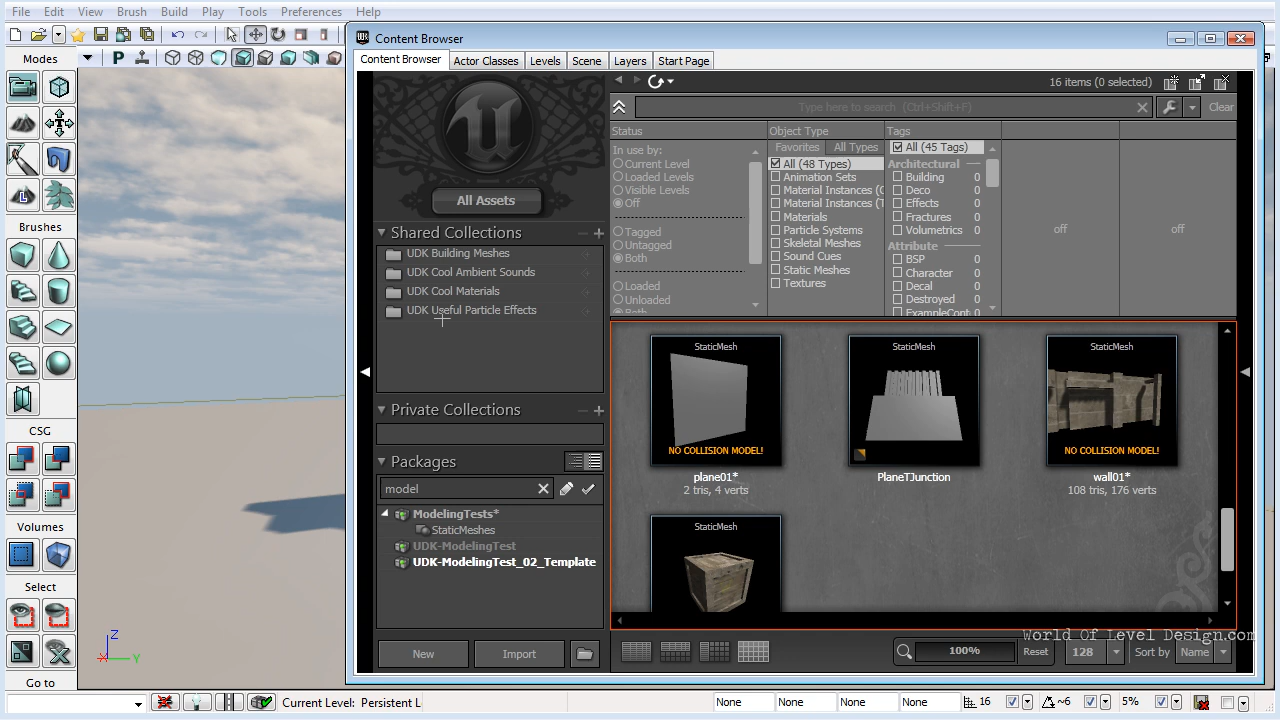 File Edit View Brush Build Play Tools Preferences Help
Content Browser
Content Browser Actor Classes Levels Scene Layers Start Page
Modes
16 items (0 selected)
Type here to search (Ctrl+Shift+F)
Clear
Status
Object Type
Tags
In use by:
Current Level
Loaded Levels
Visible Levels
Off
Tagged
Untagged
Both
Loaded
Unloaded
Both
Favorites All Types
All (48 Types)
Animation Sets
Material Instances (C
Material Instances (T
Materials
Particle Systems
Skeletal Meshes
Sound Cues
Static Meshes
Textures
All (45 Tags)
Architectural
Building 0
Deco 0
Effects 0
Fractures 0
Volumetrics 0
Attribute
BSP 0
Character 0
Decal 0
Destroyed 0
ExampleCont 0
off
off
All Assets
Shared Collections
UDK Building Meshes
UDK Cool Ambient Sounds
UDK Cool Materials
UDK Useful Particle Effects
Private Collections
Packages
model
ModelingTests*
StaticMeshes
UDK-ModelingTest
UDK-ModelingTest_02_Template
New Import
StaticMesh
NO COLLISION MODEL!
plane01*
2 tris, 4 verts
StaticMesh
PlaneTJunction
StaticMesh
NO COLLISION MODEL!
wall01*
108 tris, 176 verts
StaticMesh
World Of Level Design.com
100% Reset 128 Sort by Name
Brushes
CSG
Volumes
Select
Go to
Z
Y
X
Current Level: Persistent L
None None None None 16 ~6 5%